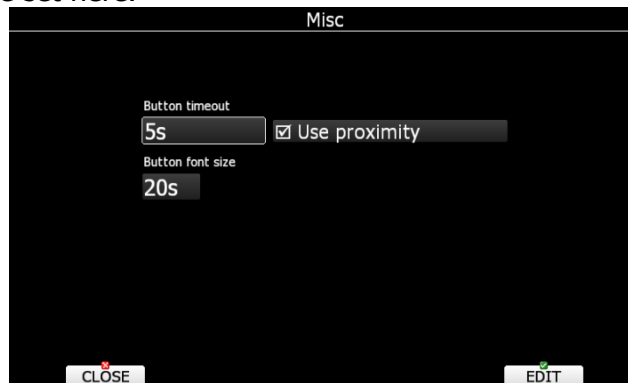 Misc
Button timeout
5s
☑ Use proximity
Button font size
20s
CLOSE
EDIT